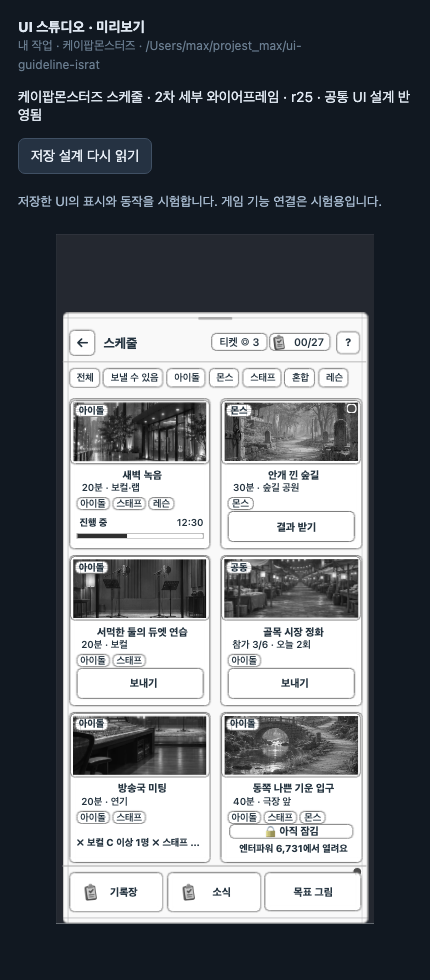 UI 스튜디오 · 미리보기
내 작업 · 케이팝몬스터즈 · /Users/max/projest_max/ui-
guideline-israt
케이팝몬스터즈 스케줄 · 2차 세부 와이어프레임 · r25 · 공통 UI 설계 반
영됨
저장 설계 다시 읽기
저장한 UI의 표시와 동작을 시험합니다. 게임 기능 연결은 시험용입니다.
← 스케줄 티켓 ◎ 3 00/27 ?
전체 보낼 수 있음 아이돌 몬스 스태프 혼합 레슨
아이돌
새벽 녹음
20분 · 보컬·랩
아이돌 스태프 레슨
진행 중 12:30
몬스
안개 낀 숲길
30분 · 숲길 공원
몬스
결과 받기
아이돌
서먹한 둘의 듀엣 연습
20분 · 보컬
아이돌 스태프
보내기
공동
골목 시장 정화
참가 3/6 · 오늘 2회
아이돌
보내기
아이돌
방송국 미팅
20분 · 연기
아이돌 스태프
✕ 보컬 C 이상 1명 ✕ 스태프 ...
아이돌
동쪽 나쁜 기운 입구
40분 · 극장 앞
아이돌 스태프 몬스
🔒 아직 잠김
엔터파워 6,731에서 열려요
기록장 소식 목표 그림